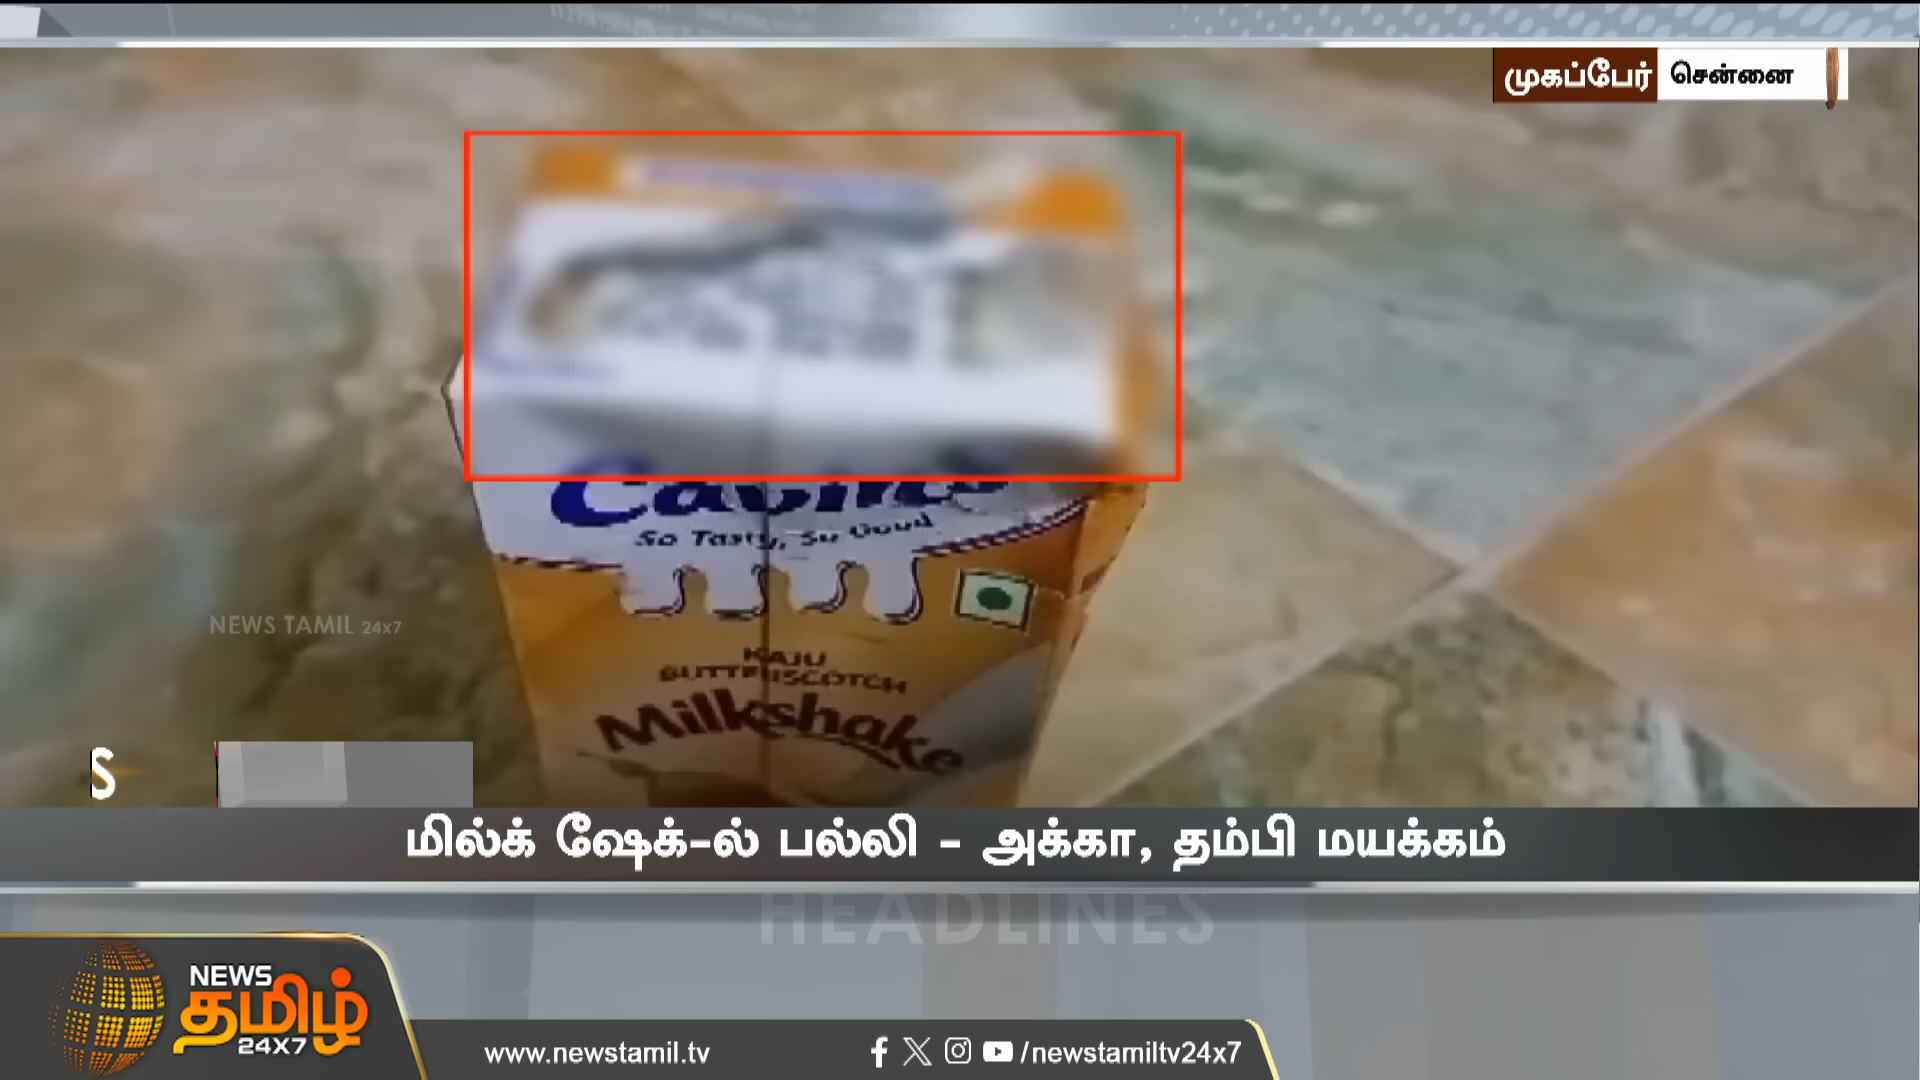 முகப்பேர் சென்னை
Cavin's
So Tasty, So Good
KAJU
BUTTERSCOTCH
Milkshake
NEWS TAMIL 24x7
S
மில்க் ஷேக்-ல் பல்லி - அக்கா, தம்பி மயக்கம்
HEADLINES
NEWS
தமிழ்
24X7
www.newstamil.tv
/newstamiltv24x7